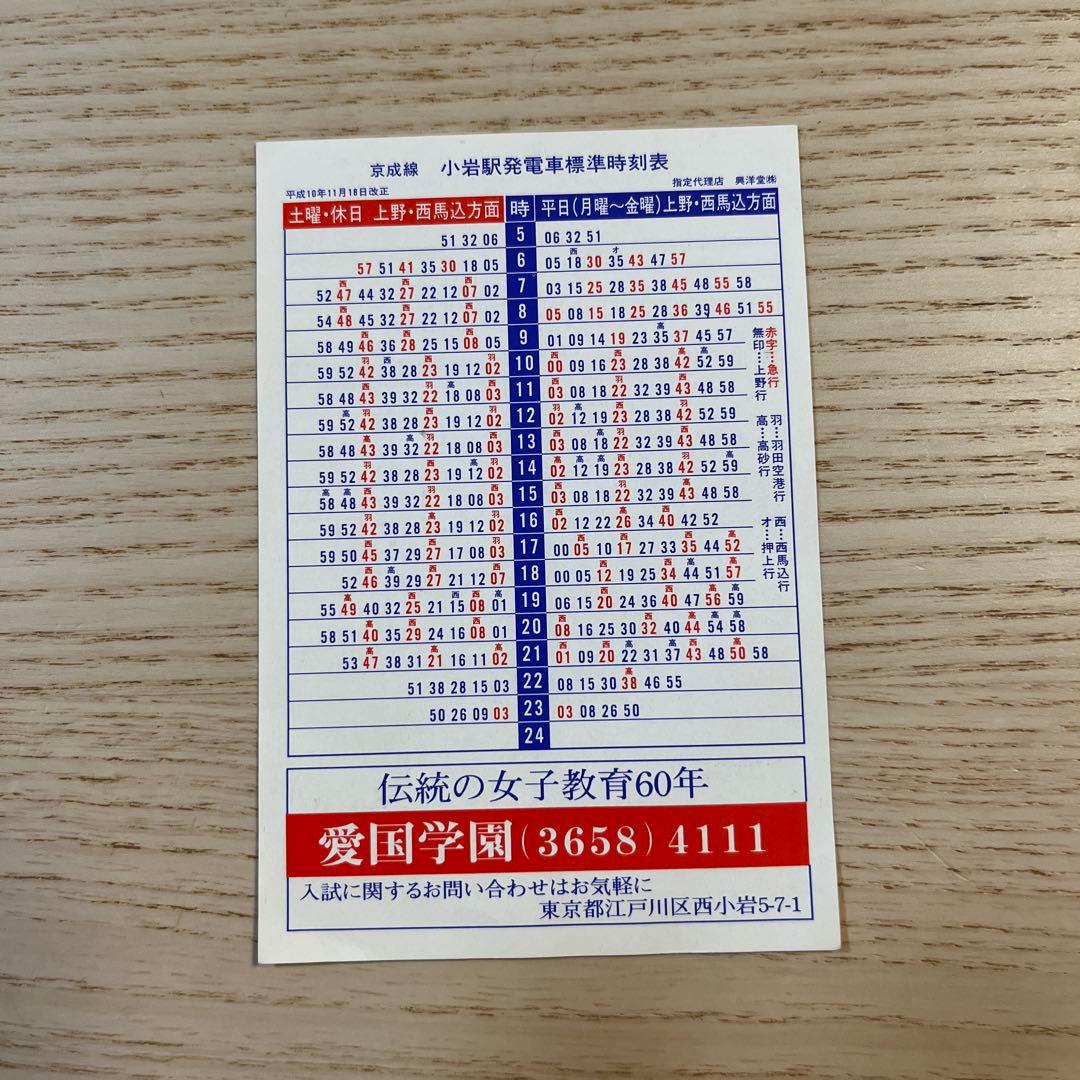 京成線 小岩駅発電車標準時刻表
平成10年11月18日改正 指定代理店 興洋堂㈱
土曜・休日 上野・西馬込方面 時 平日(月曜～金曜)上野・西馬込方面
51 32 06 5 06 32 51
57 51 41 35 30 18 05 6 05 18 30 35 43 47 57
52 47 44 32 27 22 12 07 02 7 03 15 25 28 35 38 45 48 55 58
54 48 45 32 27 22 12 07 02 8 05 08 15 18 25 28 36 39 46 51 55
58 49 46 36 28 25 15 08 05 9 01 09 14 19 23 35 37 45 57
59 52 42 38 28 23 19 12 02 10 00 09 16 23 28 38 42 52 59
58 48 43 39 32 22 18 08 03 11 03 08 18 22 32 39 43 48 58
59 52 42 38 28 23 19 12 02 12 02 12 19 23 28 38 42 52 59
58 48 43 39 32 22 18 08 03 13 03 08 18 22 32 39 43 48 58
59 52 42 38 28 23 19 12 02 14 02 12 19 23 28 38 42 52 59
58 48 43 39 32 22 18 08 03 15 03 08 18 22 32 39 43 48 58
59 52 42 38 28 23 19 12 02 16 02 12 22 26 34 40 42 52
59 50 45 37 29 27 17 08 03 17 00 05 10 17 27 33 35 44 52
52 46 39 29 27 21 12 07 18 00 05 12 19 25 34 44 51 57
55 49 40 32 25 21 15 08 01 19 06 15 20 24 36 40 47 56 59
58 51 40 35 29 24 16 08 01 20 08 16 25 30 32 40 44 54 58
53 47 38 31 21 16 11 02 21 01 09 20 22 31 37 43 48 50 58
51 38 28 15 03 22 08 15 30 38 46 55
50 26 09 03 23 03 08 26 50
24
赤字…急行
無印…上野行
羽…羽田空港行
高…高砂行
西…西馬込行
オ…押上行
伝統の女子教育60年
愛国学園(3658)4111
入試に関するお問い合わせはお気軽に
東京都江戸川区西小岩5-7-1